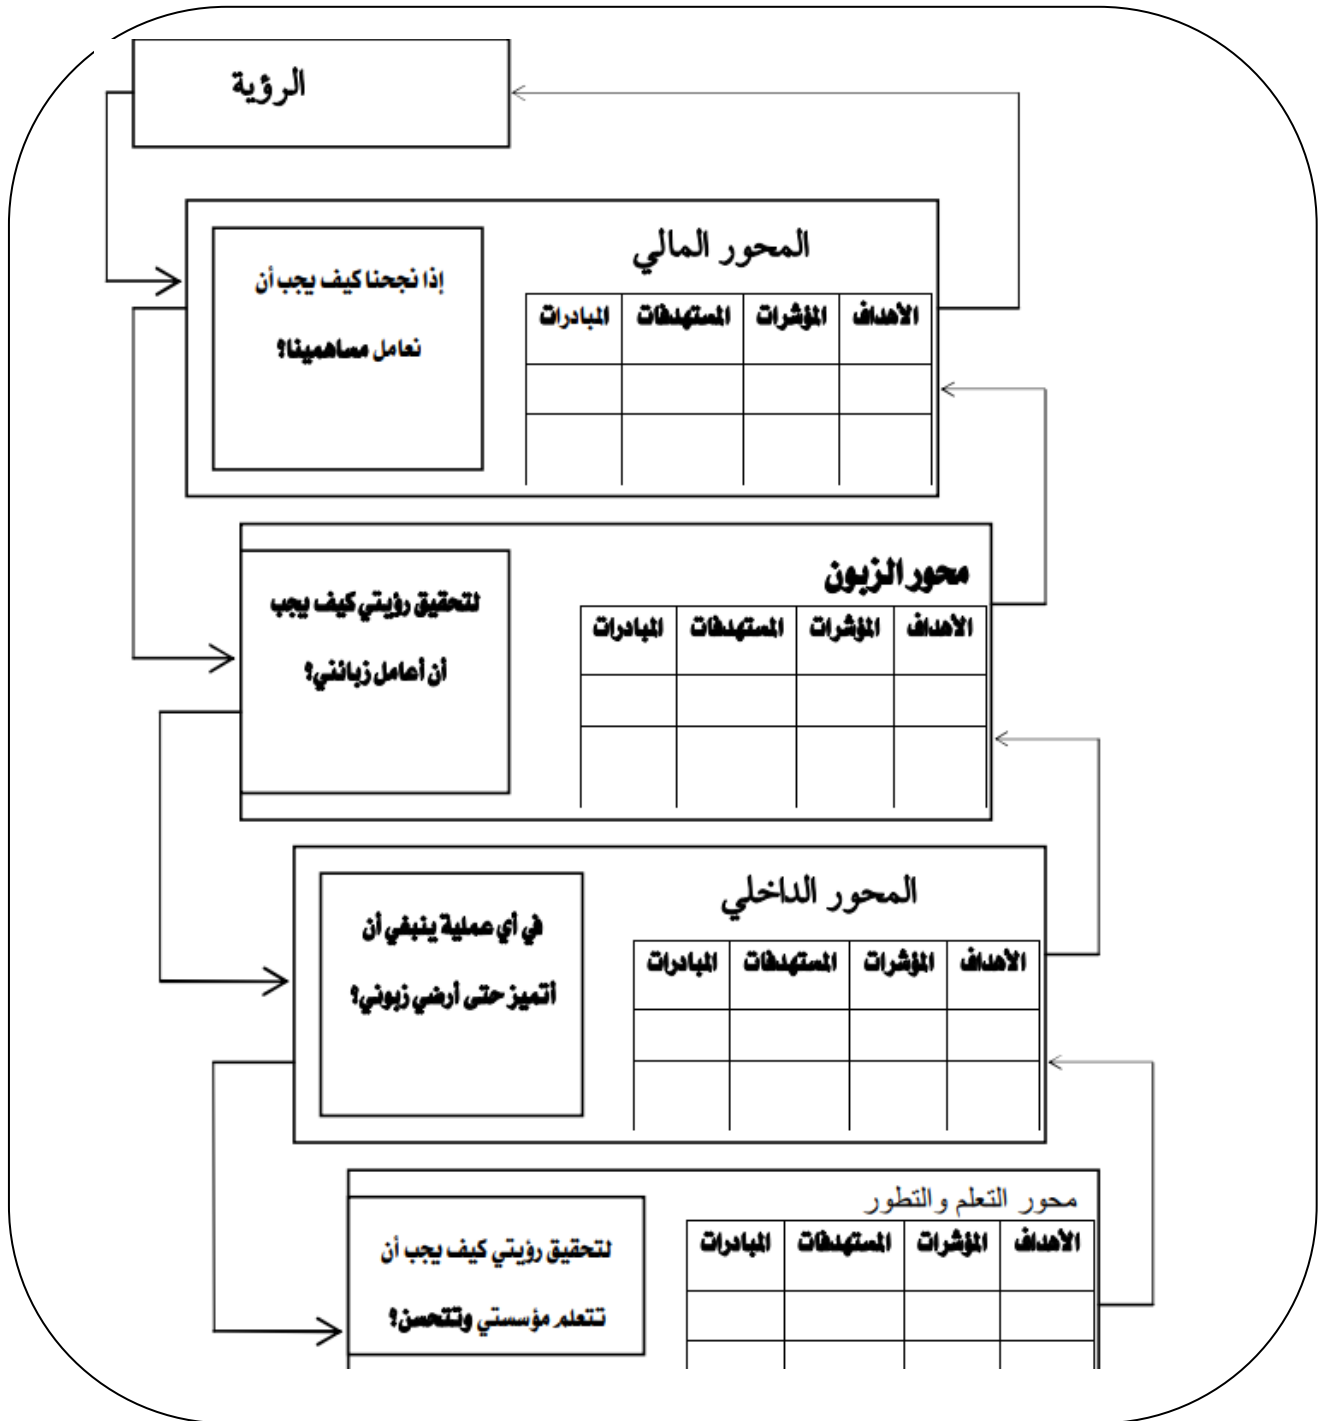 الرؤية
المحور المالي
إذا نجحنا كيف يجب أن
نعامل مساهمينا؟
الأهداف المؤشرات المستهدفات المبادرات
محور الزبون
لتحقيق رؤيتي كيف يجب
أن أعامل زبائني؟
الأهداف المؤشرات المستهدفات المبادرات
المحور الداخلي
في أي عملية ينبغي أن
أتميز حتى أرضي زبوني؟
الأهداف المؤشرات المستهدفات المبادرات
محور التعلم والتطور
الأهداف المؤشرات المستهدفات المبادرات
لتحقيق رؤيتي كيف يجب أن
تتعلم مؤسستي وتتحسن؟